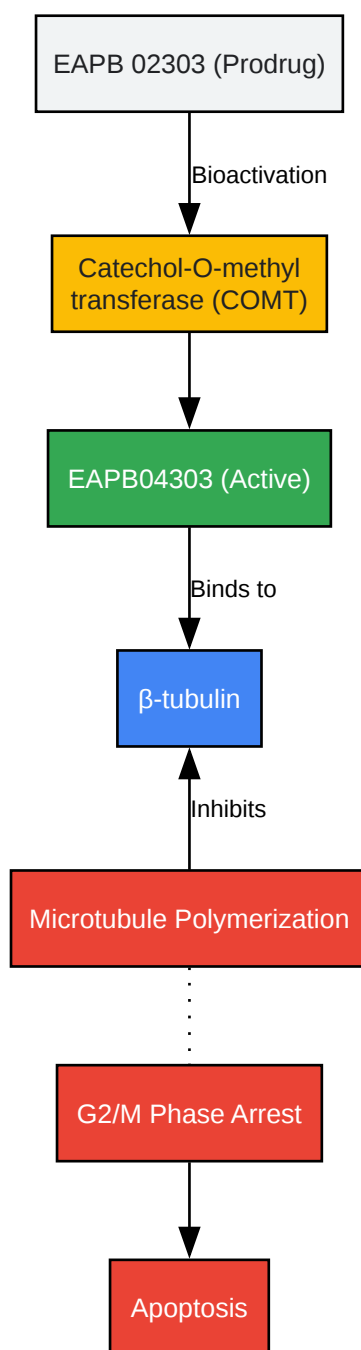 EAPB 02303 (Prodrug)
Bioactivation
Catechol-O-methyl
transferase (COMT)
EAPB04303 (Active)
Binds to
β-tubulin
Inhibits
Microtubule Polymerization
G2/M Phase Arrest
Apoptosis